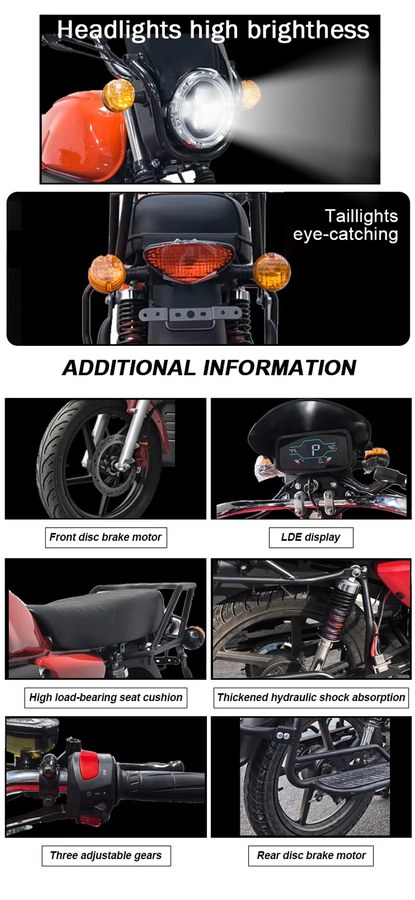 Headlights high brighthess
Taillights
eye-catching
ADDITIONAL INFORMATION
Front disc brake motor
LDE display
High load-bearing seat cushion
Thickened hydraulic shock absorption
Three adjustable gears
Rear disc brake motor